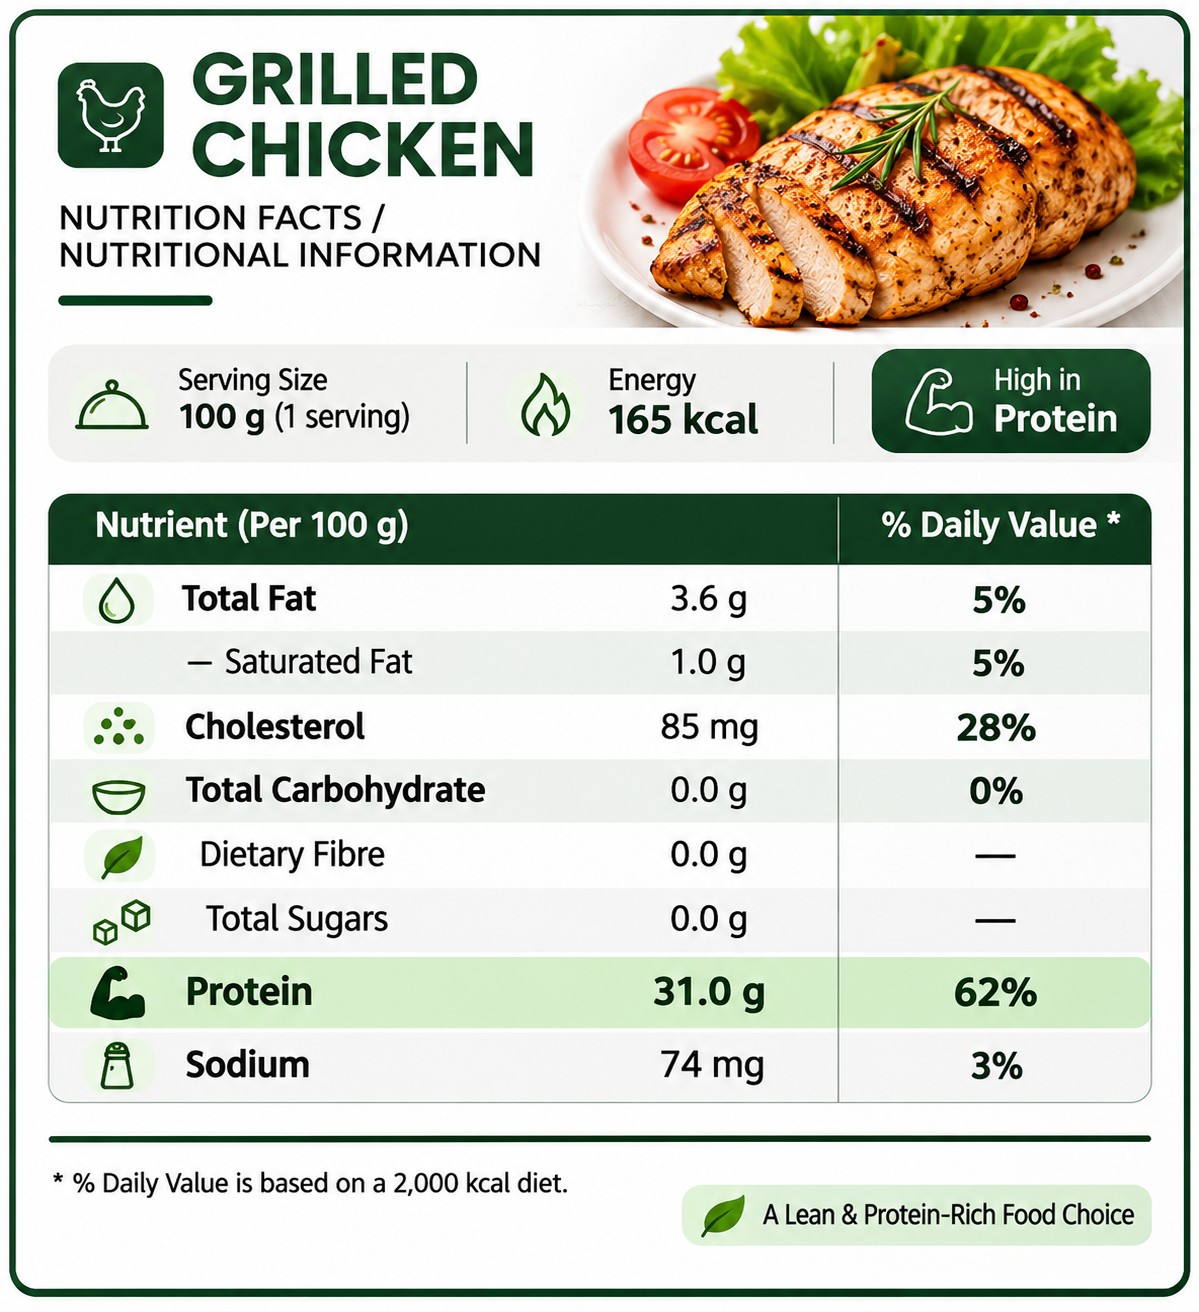 GRILLED
CHICKEN
NUTRITION FACTS /
NUTRITIONAL INFORMATION
Serving Size
100 g (1 serving)
Energy
165 kcal
High in
Protein
Nutrient (Per 100 g) % Daily Value *
Total Fat 3.6 g 5%
— Saturated Fat 1.0 g 5%
Cholesterol 85 mg 28%
Total Carbohydrate 0.0 g 0%
Dietary Fibre 0.0 g —
Total Sugars 0.0 g —
Protein 31.0 g 62%
Sodium 74 mg 3%
* % Daily Value is based on a 2,000 kcal diet.
A Lean & Protein-Rich Food Choice